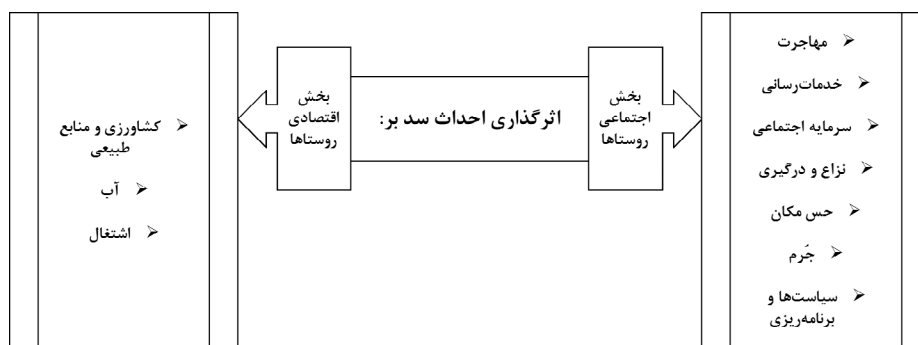 مهاجرت
خدمات‌رسانی
سرمایه اجتماعی
نزاع و درگیری
حس مکان
جُرم
سیاست‌ها و
برنامه‌ریزی
بخش
اجتماعی
روستاها
اثرگذاری احداث سد بر:
بخش
اقتصادی
روستاها
کشاورزی و منابع
طبیعی
آب
اشتغال